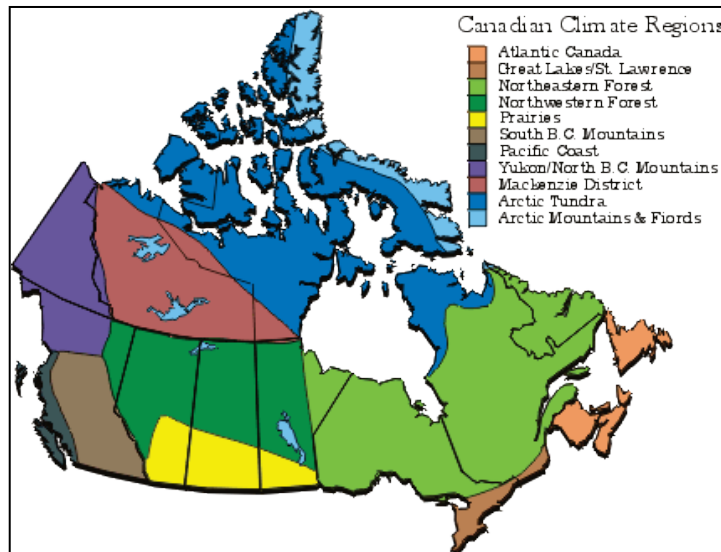 Canadian Climate Regions
Atlantic Canada
Great Lakes/St. Lawrence
Northeastern Forest
Northwestern Forest
Prairies
South B.C. Mountains
Pacific Coast
Yukon/North B.C. Mountains
Mackenzie District
Arctic Tundra
Arctic Mountains & Fiords